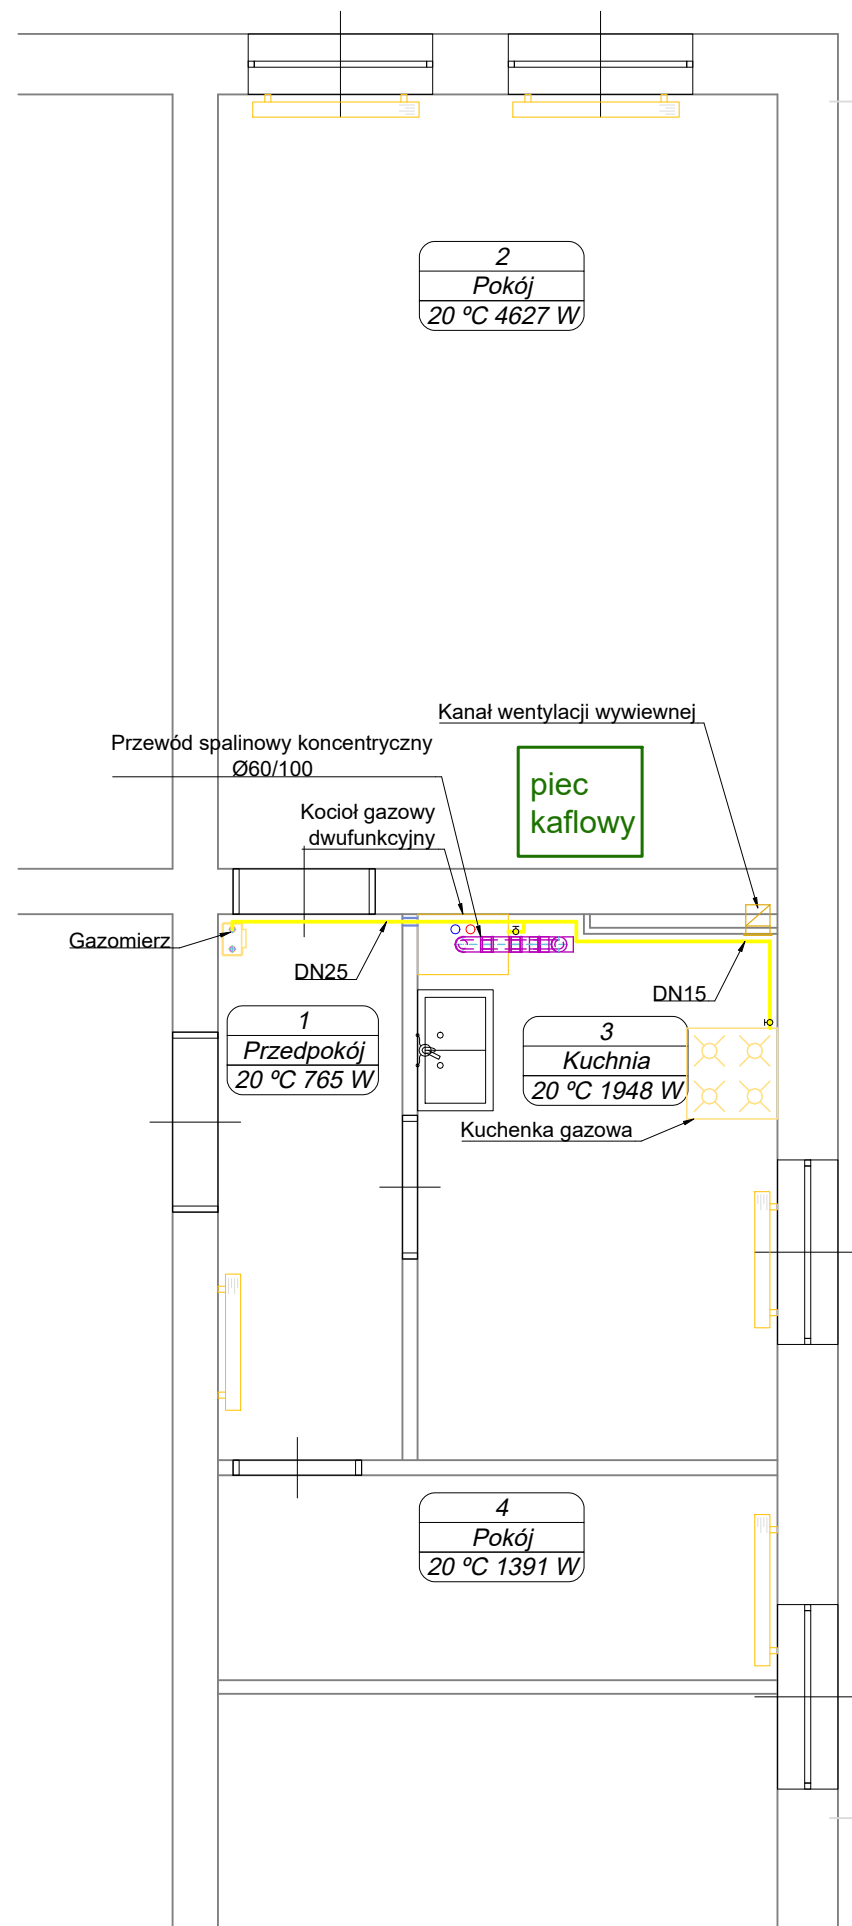 2
Pokój
20 ºC 4627 W
Kanał wentylacji wywiewnej
Przewód spalinowy koncentryczny
Ø60/100
piec
kaflowy
Kocioł gazowy
dwufunkcyjny
Gazomierz
DN25
DN15
1
Przedpokój
20 ºC 765 W
3
Kuchnia
20 ºC 1948 W
Kuchenka gazowa
4
Pokój
20 ºC 1391 W